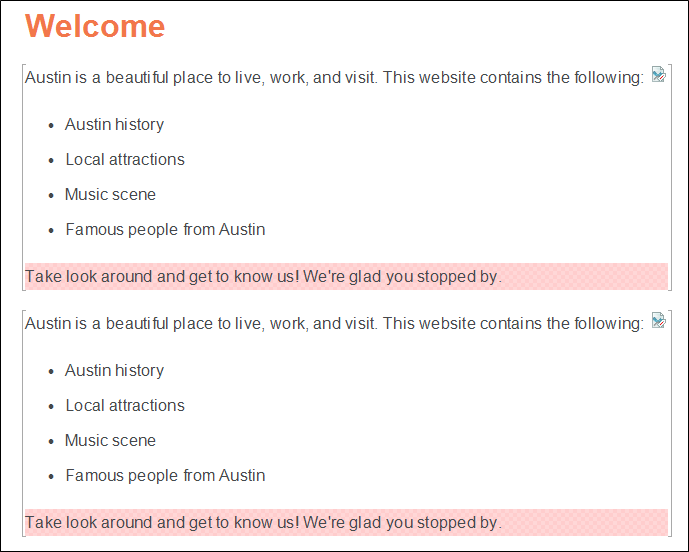 Welcome
Austin is a beautiful place to live, work, and visit. This website contains the following:
• Austin history
• Local attractions
• Music scene
• Famous people from Austin
Take look around and get to know us! We're glad you stopped by.
Austin is a beautiful place to live, work, and visit. This website contains the following:
• Austin history
• Local attractions
• Music scene
• Famous people from Austin
Take look around and get to know us! We're glad you stopped by.